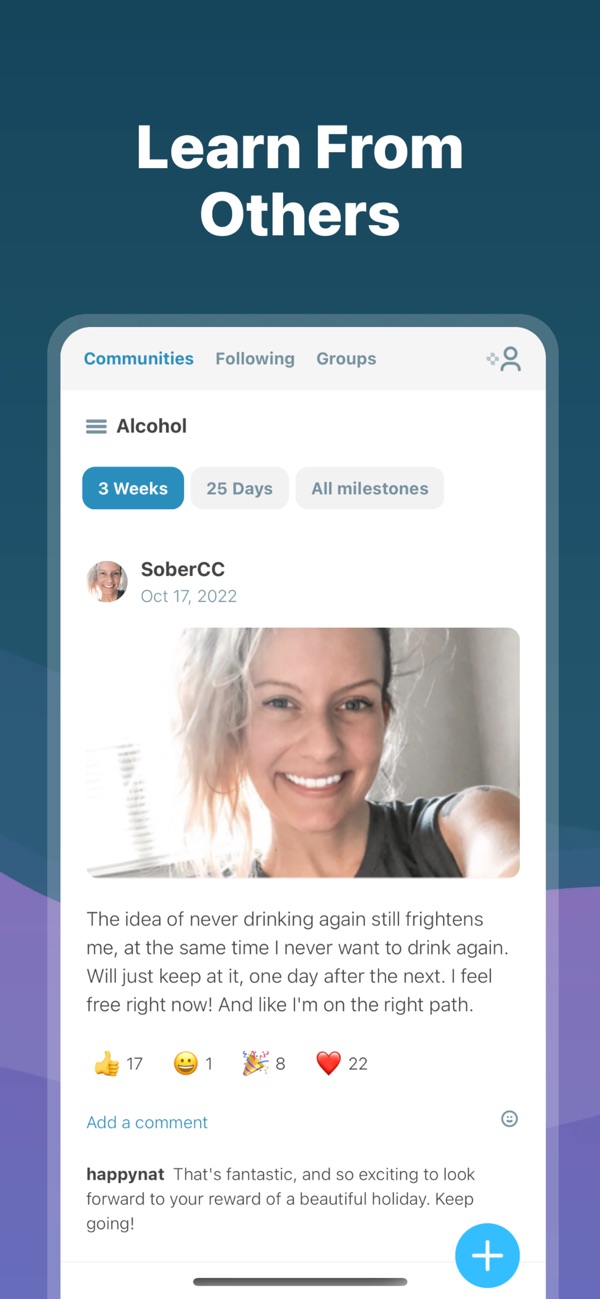 Learn From
Others
Communities Following Groups
Alcohol
3 Weeks 25 Days All milestones
SoberCC
Oct 17, 2022
The idea of never drinking again still frightens
me, at the same time I never want to drink again.
Will just keep at it, one day after the next. I feel
free right now! And like I'm on the right path.
17 1 8 22
Add a comment
happynat That's fantastic, and so exciting to look
forward to your reward of a beautiful holiday. Keep
going!